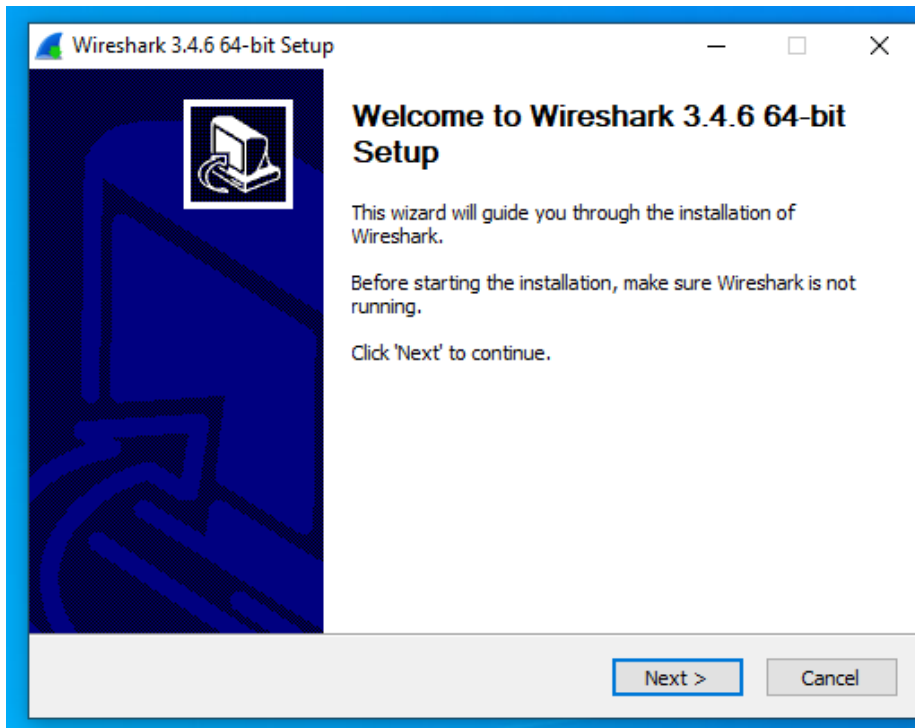 Wireshark 3.4.6 64-bit Setup
Welcome to Wireshark 3.4.6 64-bit
Setup
This wizard will guide you through the installation of
Wireshark.
Before starting the installation, make sure Wireshark is not
running.
Click 'Next' to continue.
Next >
Cancel